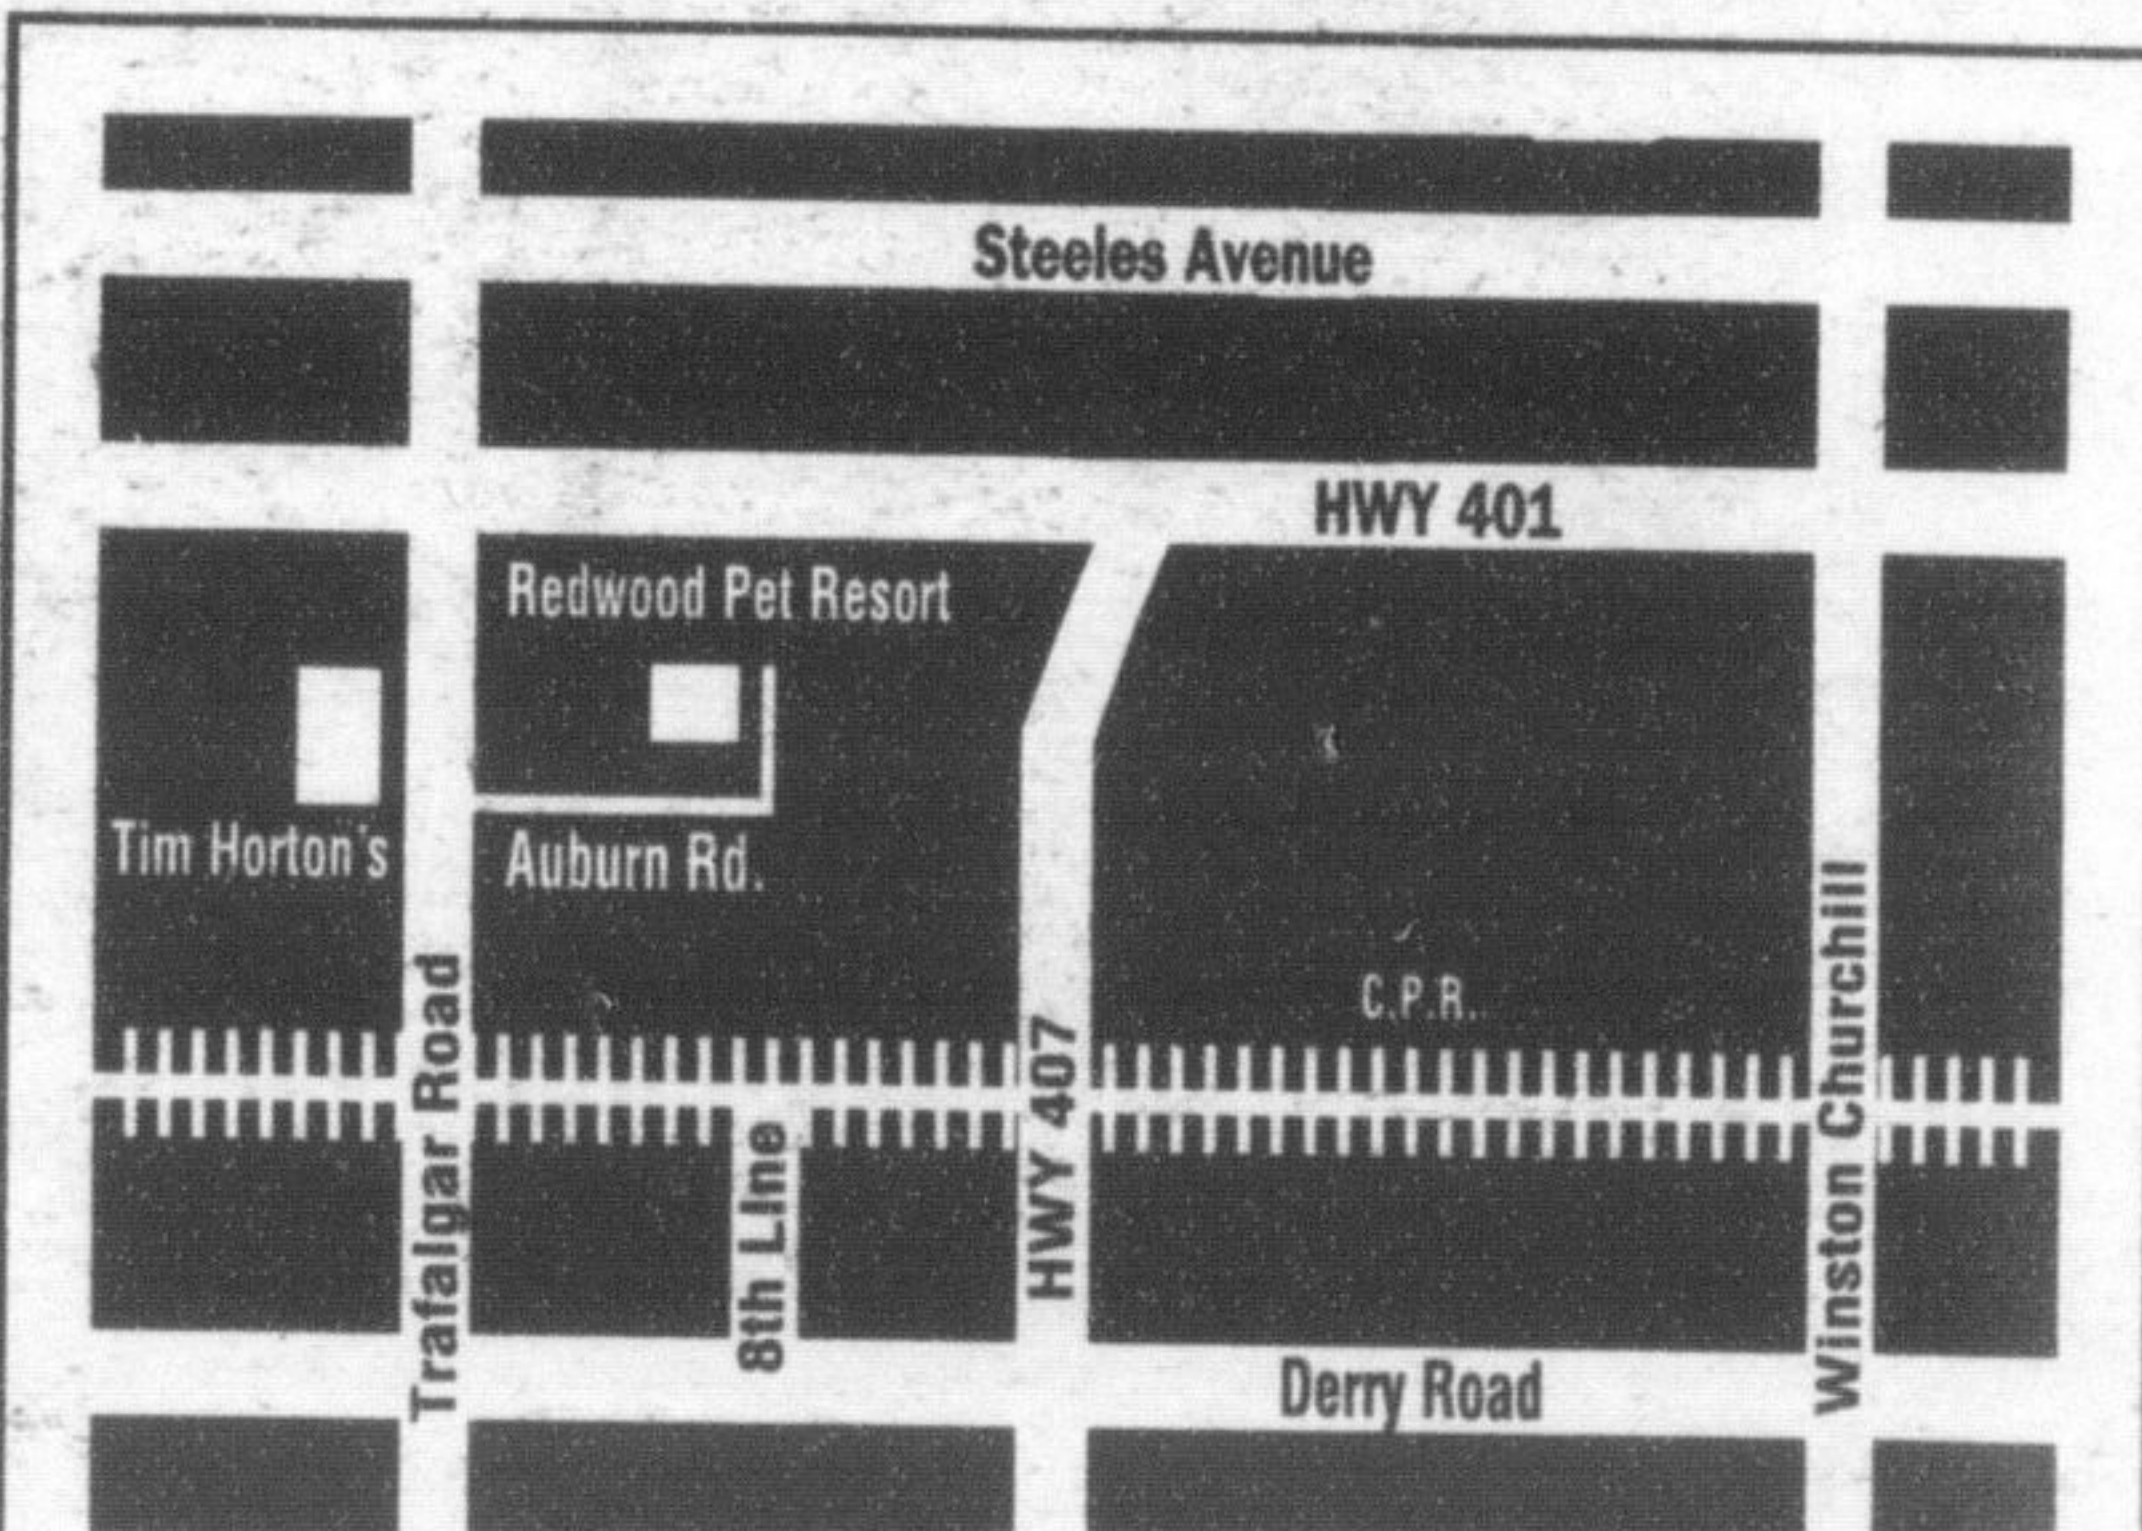 Steeles Avenue
HWY 401
Redwood Pet Resort
Tim Horton's
Auburn Rd.
C.P.R.
Trafalgar Road
8th LIne
HWY 407
Winston Churchill
Derry Road